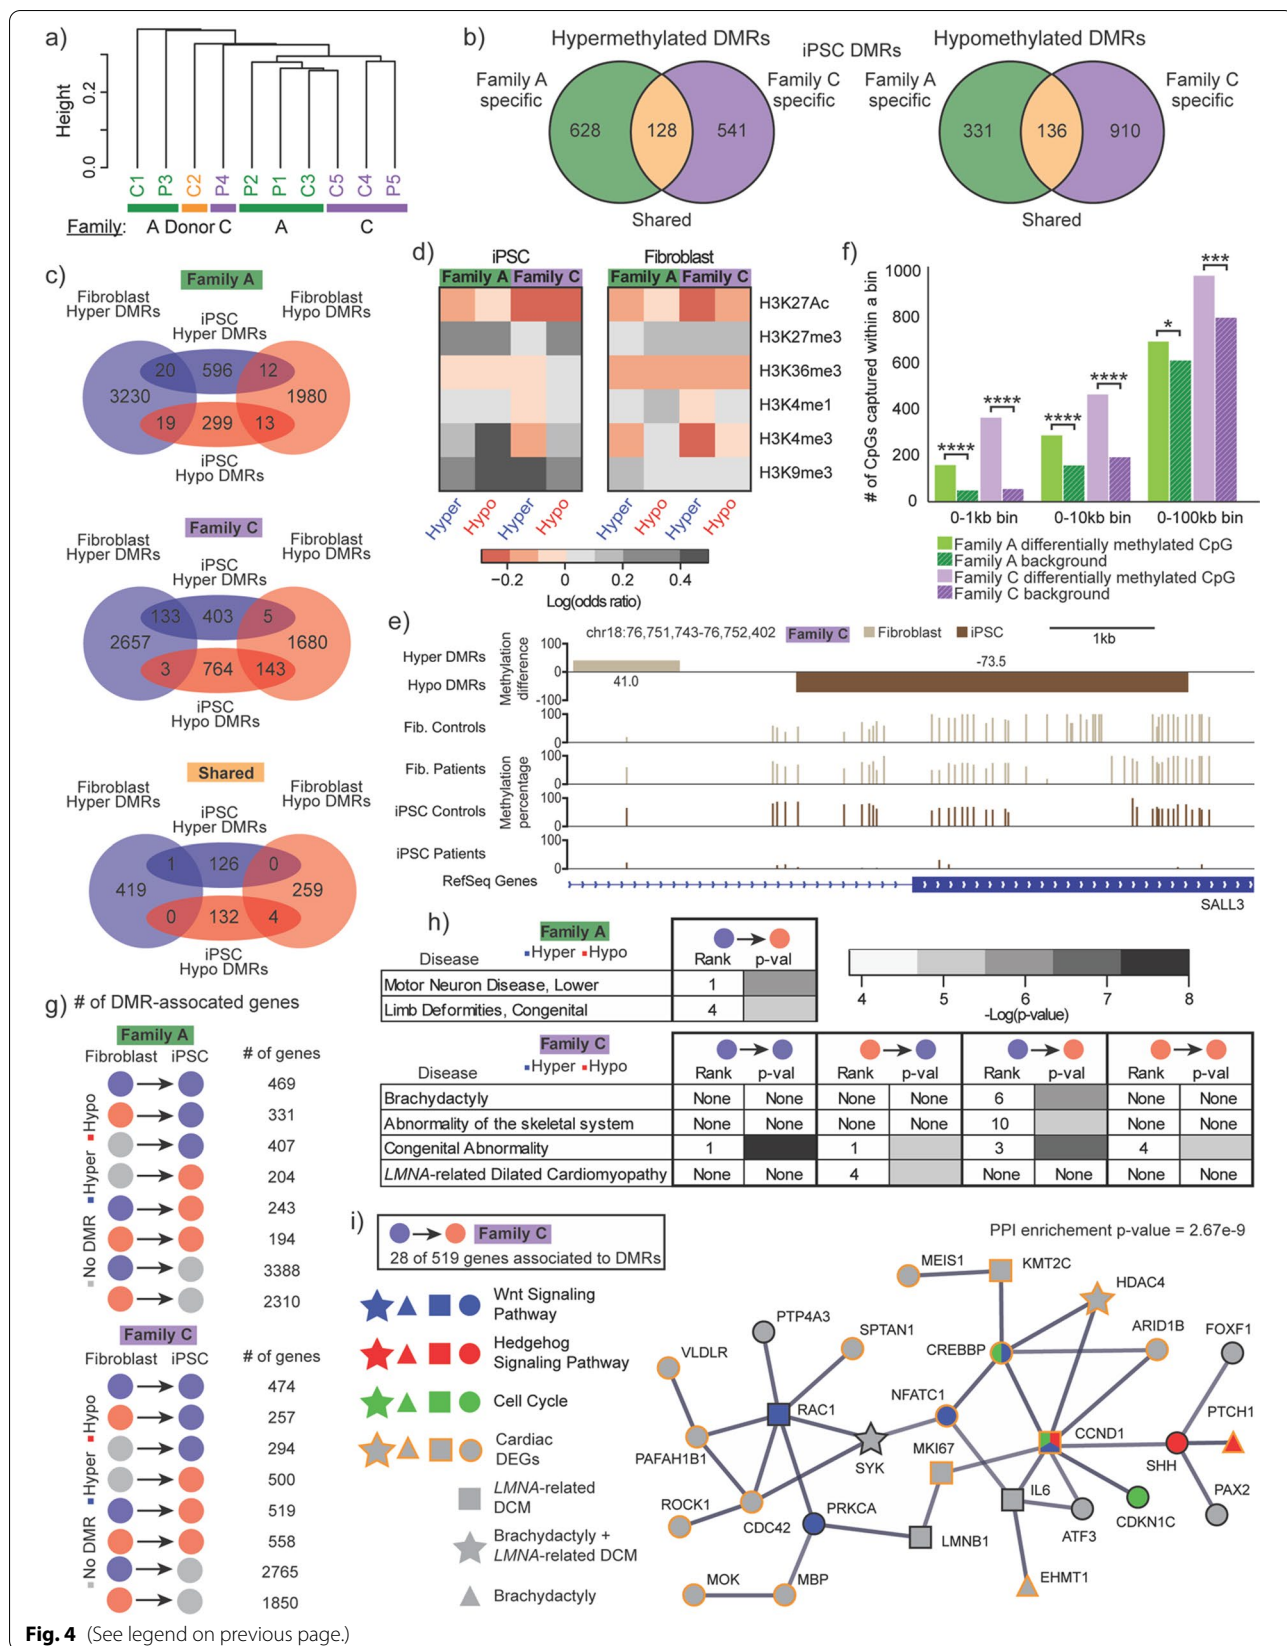 a)
Height
0.2
0.0
C1 P3 C2 P4 P2 P1 C3 C5 C4 P5
Family: A Donor C A C
b)
Hypermethylated DMRs
iPSC DMRs
Hypomethylated DMRs
Family A specific
Family C specific
628 128 541
Shared
Family A specific
Family C specific
331 136 910
Shared
c)
Family A
Fibroblast Hyper DMRs
iPSC Hyper DMRs
Fibroblast Hypo DMRs
20 596 12
3230 1980
19 299 13
iPSC Hypo DMRs
Family C
Fibroblast Hyper DMRs
iPSC Hyper DMRs
Fibroblast Hypo DMRs
133 403 5
2657 1680
3 764 143
iPSC Hypo DMRs
Shared
Fibroblast Hyper DMRs
iPSC Hyper DMRs
Fibroblast Hypo DMRs
1 126 0
419 259
0 132 4
iPSC Hypo DMRs
d)
iPSC Fibroblast
Family A Family C Family A Family C
H3K27Ac
H3K27me3
H3K36me3
H3K4me1
H3K4me3
H3K9me3
Hyper Hypo Hyper Hypo Hyper Hypo Hyper Hypo
−0.2 0 0.2 0.4
Log(odds ratio)
f)
# of CpGs captured within a bin
1000
800
600
400
200
0
**** **** **** **** * ***
0-1kb bin 0-10kb bin 0-100kb bin
Family A differentially methylated CpG
Family A background
Family C differentially methylated CpG
Family C background
e)
chr18:76,751,743-76,752,402 Family C Fibroblast iPSC
1kb
Methylation difference
100
0
-100
Hyper DMRs
Hypo DMRs
41.0
-73.5
Methylation percentage
Fib. Controls 100 0
Fib. Patients 100 0
iPSC Controls 100 0
iPSC Patients 100 0
RefSeq Genes
SALL3
g) # of DMR-assocated genes
Family A
Fibroblast iPSC # of genes
No DMR Hyper Hypo
469
331
407
204
243
194
3388
2310
Family C
Fibroblast iPSC # of genes
No DMR Hyper Hypo
474
257
294
500
519
558
2765
1850
h)
Family A
Disease Hyper Hypo Rank p-val
Motor Neuron Disease, Lower 1
Limb Deformities, Congenital 4
4 5 6 7 8
-Log(p-value)
Family C
Disease Hyper Hypo Rank p-val Rank p-val Rank p-val Rank p-val
Brachydactyly None None None None 6 None None
Abnormality of the skeletal system None None None None 10 None None
Congenital Abnormality 1 1 3 4
LMNA-related Dilated Cardiomyopathy None None 4 None None None None
i)
Family C
28 of 519 genes associated to DMRs
PPI enrichement p-value = 2.67e-9
Wnt Signaling Pathway
Hedgehog Signaling Pathway
Cell Cycle
Cardiac DEGs
LMNA-related DCM
Brachydactyly + LMNA-related DCM
Brachydactyly
MEIS1
KMT2C
HDAC4
PTP4A3
SPTAN1
CREBBP
ARID1B
FOXF1
VLDLR
RAC1
NFATC1
PTCH1
PAFAH1B1
SYK
MKI67
CCND1
SHH
IL6
PAX2
ROCK1
CDC42
PRKCA
LMNB1
ATF3
CDKN1C
MOK
MBP
EHMT1
Fig. 4 (See legend on previous page.)